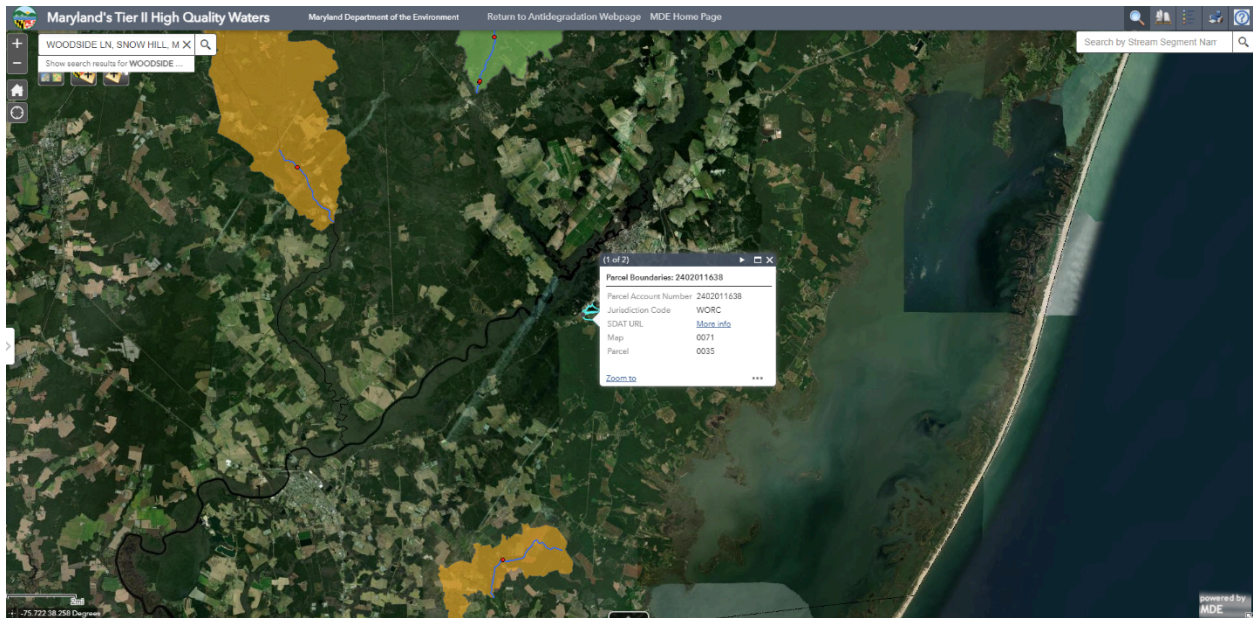 Maryland's Tier II High Quality Waters
Maryland Department of the Environment
Return to Antidegradation Webpage MDE Home Page
WOODSIDE LN, SNOW HILL, M
Show search results for WOODSIDE ...
Search by Stream Segment Nam
(1 of 2)
Parcel Boundaries: 2402011638
Parcel Account Number 2402011638
Jurisdiction Code WORC
SDAT URL More info
Map 0071
Parcel 0035
Zoom to
2mi
-75.722 38.258 Degrees
powered by
MDE